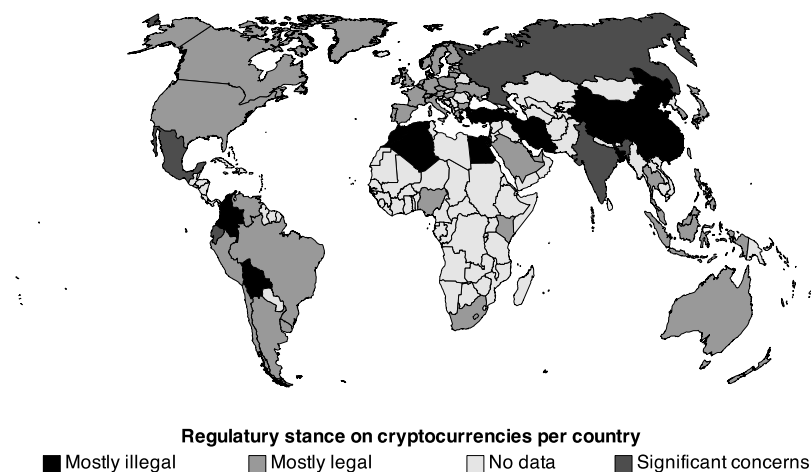 Regulatury stance on cryptocurrencies per country
Mostly illegal Mostly legal No data Significant concerns